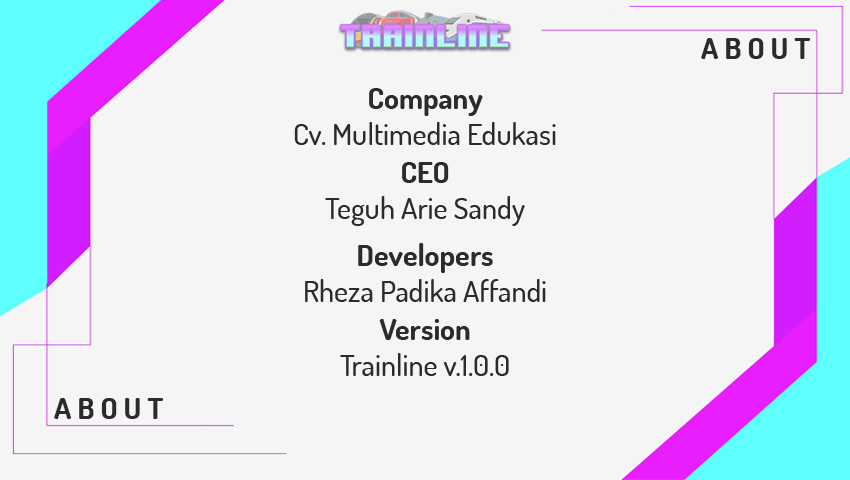 TRAINLINE
ABOUT
Company
Cv. Multimedia Edukasi
CEO
Teguh Arie Sandy
Developers
Rheza Padika Affandi
Version
Trainline v.1.0.0
ABOUT